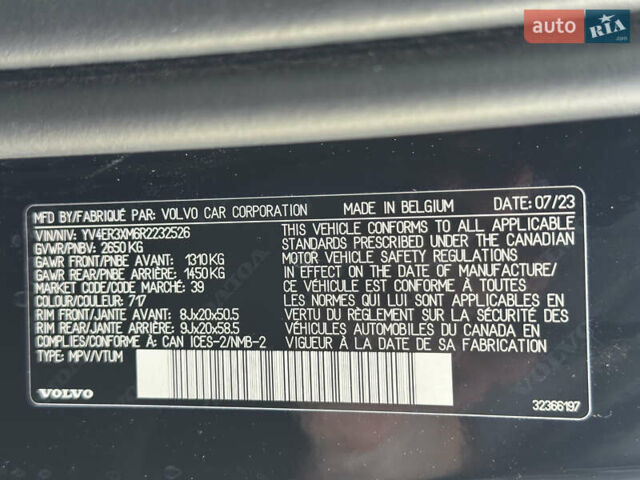 auto RIA.com
MFD BY/FABRIQUÉ PAR: VOLVO CAR CORPORATION MADE IN BELGIUM DATE: 07/23
VIN/NIV: YV4ER3XM6R2232526
GVWR/PNBV: 2650 KG
GAWR FRONT/PNBE AVANT: 1310 KG
GAWR REAR/PNBE ARRIÈRE: 1450 KG
MARKET CODE/CODE MARCHÉ: 39
COLOUR/COULEUR: 717
RIM FRONT/JANTE AVANT: 8Jx20x50.5
RIM REAR/JANTE ARRIÈRE: 9Jx20x58.5
COMPLIANCE/CONFORMITÉ À: CAN ICES-2/NMB-2
TYPE: MPV/VTUM
THIS VEHICLE CONFORMS TO ALL APPLICABLE
STANDARDS PRESCRIBED UNDER THE CANADIAN
MOTOR VEHICLE SAFETY REGULATIONS
IN EFFECT ON THE DATE OF MANUFACTURE/
CE VÉHICULE EST CONFORME À TOUTES
LES NORMES QUI LUI SONT APPLICABLES EN
VERTU DU RÈGLEMENT SUR LA SÉCURITÉ DES
VÉHICULES AUTOMOBILES DU CANADA EN
VIGUEUR À LA DATE DE SA FABRICATION
VOLVO
32366197